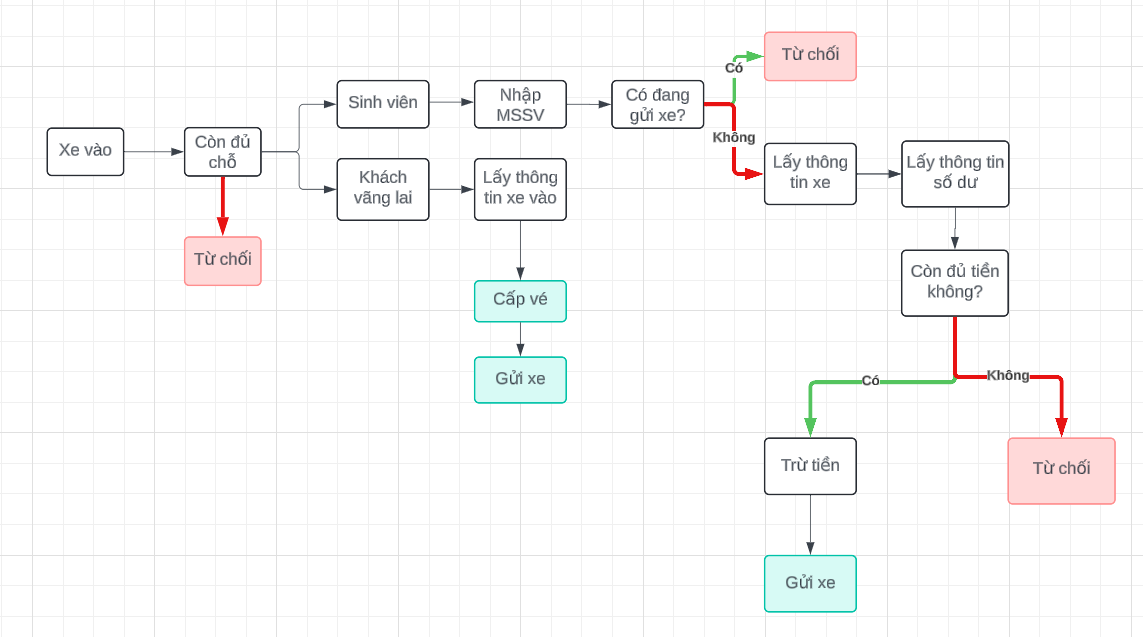 Từ chối
Có
Sinh viên
Nhập
MSSV
Có đang
gửi xe?
Xe vào
Còn đủ
chỗ
Không
Khách
vãng lai
Lấy thông
tin xe vào
Lấy thông
tin xe
Lấy thông tin
số dư
Từ chối
Cấp vé
Còn đủ tiền
không?
Gửi xe
Có
Không
Trừ tiền
Từ chối
Gửi xe